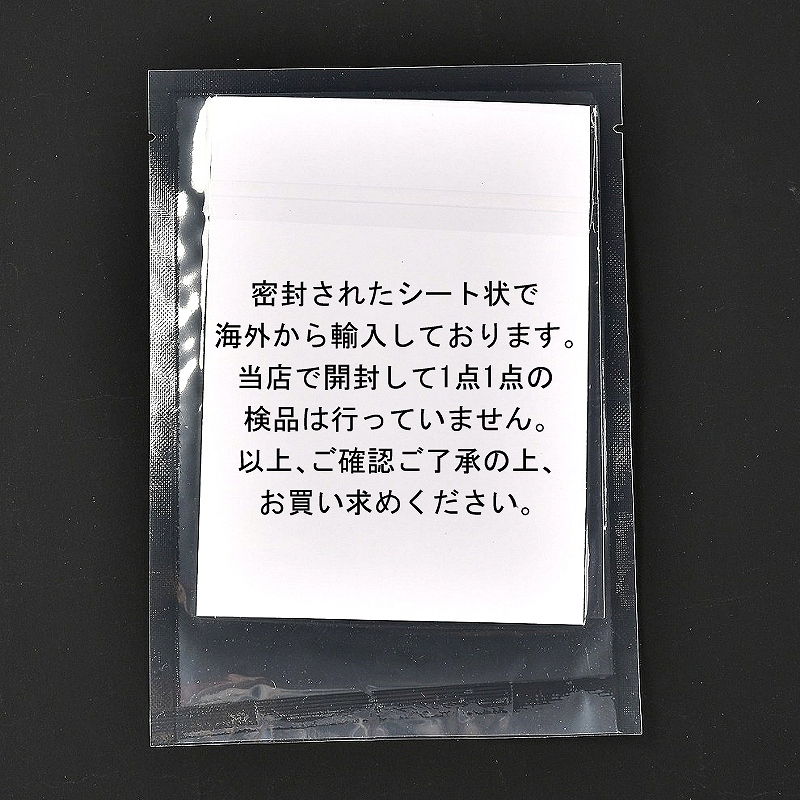 密封されたシート状で
海外から輸入しております。
当店で開封して1点1点の
検品は行っていません。
以上、ご確認ご了承の上、
お買い求めください。